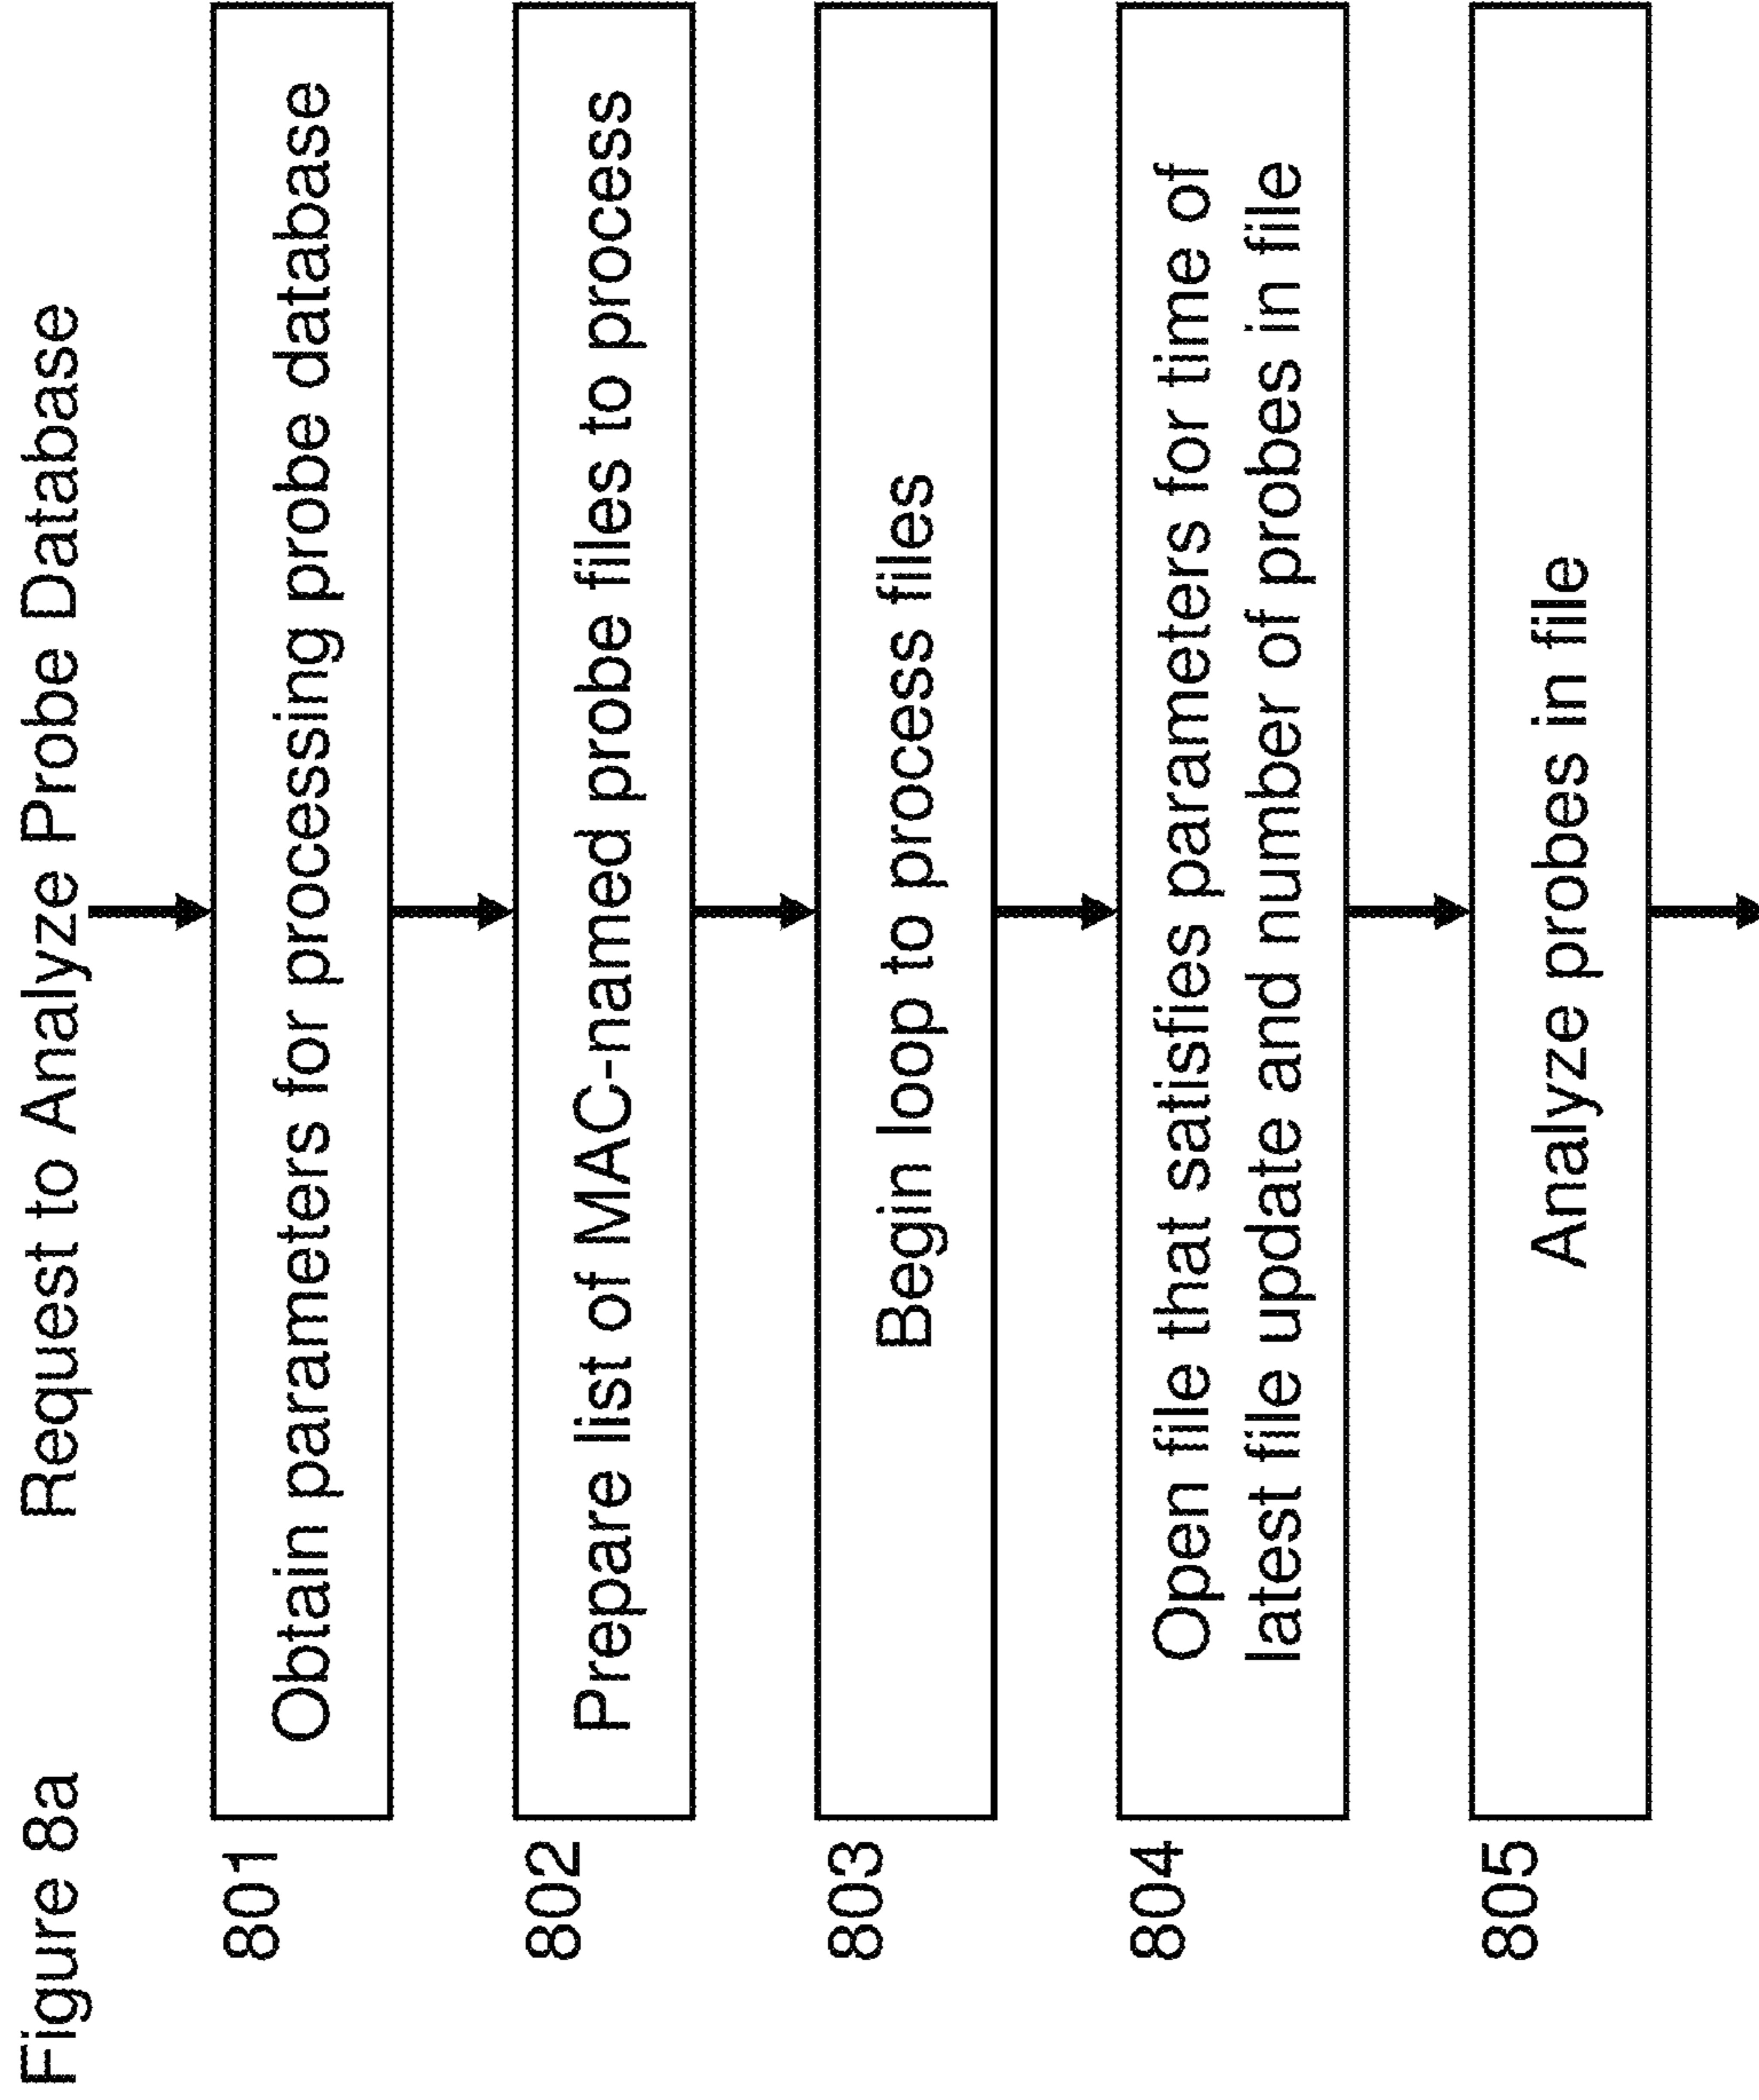 Figure 8a
Request to Analyze Probe Database
801
Obtain parameters for processing probe database
802
Prepare list of MAC-named probe files to process
803
Begin loop to process files
804
Open file that satisfies parameters for time of
latest file update and number of probes in file
805
Analyze probes in file